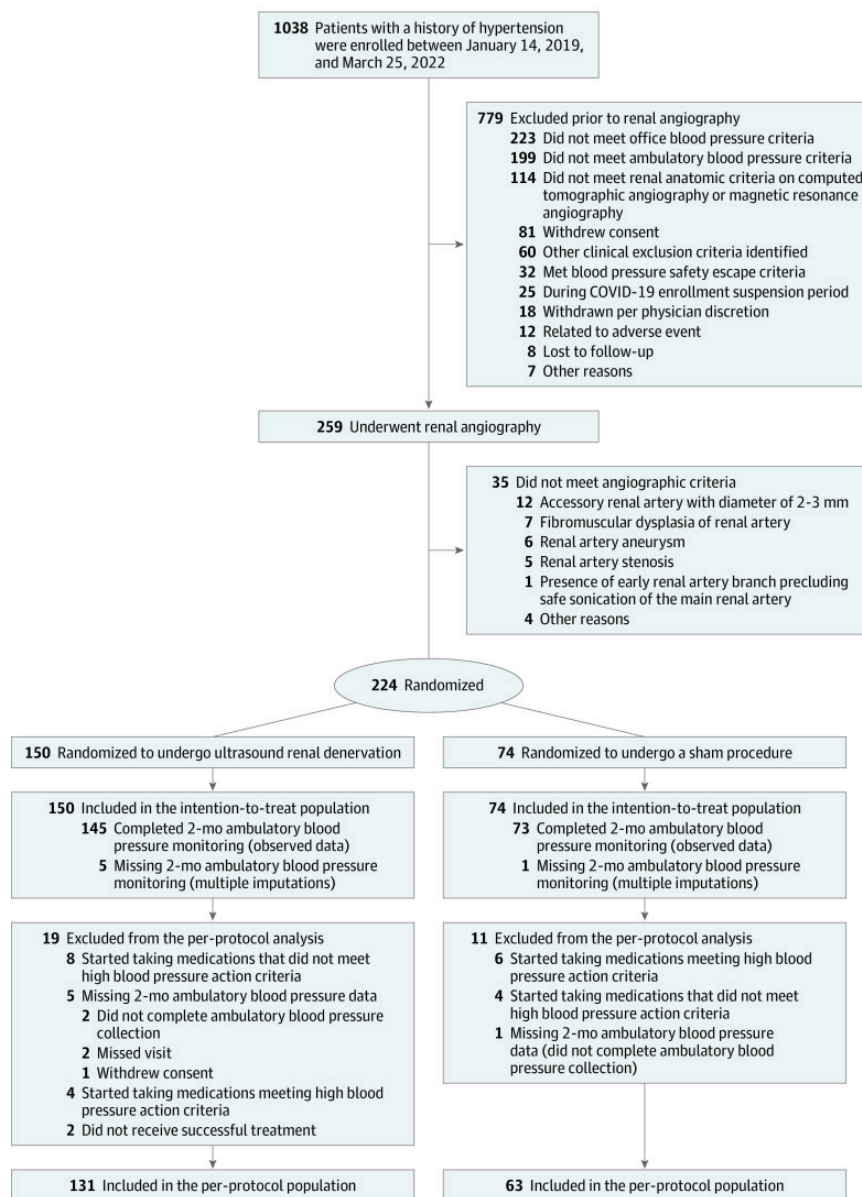 1038 Patients with a history of hypertension
were enrolled between January 14, 2019,
and March 25, 2022
779 Excluded prior to renal angiography
223 Did not meet office blood pressure criteria
199 Did not meet ambulatory blood pressure criteria
114 Did not meet renal anatomic criteria on computed
tomographic angiography or magnetic resonance
angiography
81 Withdrew consent
60 Other clinical exclusion criteria identified
32 Met blood pressure safety escape criteria
25 During COVID-19 enrollment suspension period
18 Withdrawn per physician discretion
12 Related to adverse event
8 Lost to follow-up
7 Other reasons
259 Underwent renal angiography
35 Did not meet angiographic criteria
12 Accessory renal artery with diameter of 2-3 mm
7 Fibromuscular dysplasia of renal artery
6 Renal artery aneurysm
5 Renal artery stenosis
1 Presence of early renal artery branch precluding
safe sonication of the main renal artery
4 Other reasons
224 Randomized
150 Randomized to undergo ultrasound renal denervation
150 Included in the intention-to-treat population
145 Completed 2-mo ambulatory blood
pressure monitoring (observed data)
5 Missing 2-mo ambulatory blood pressure
monitoring (multiple imputations)
19 Excluded from the per-protocol analysis
8 Started taking medications that did not meet
high blood pressure action criteria
5 Missing 2-mo ambulatory blood pressure data
2 Did not complete ambulatory blood pressure
collection
2 Missed visit
1 Withdrew consent
4 Started taking medications meeting high blood
pressure action criteria
2 Did not receive successful treatment
131 Included in the per-protocol population
74 Randomized to undergo a sham procedure
74 Included in the intention-to-treat population
73 Completed 2-mo ambulatory blood
pressure monitoring (observed data)
1 Missing 2-mo ambulatory blood pressure
monitoring (multiple imputations)
11 Excluded from the per-protocol analysis
6 Started taking medications meeting high blood
pressure action criteria
4 Started taking medications that did not meet
high blood pressure action criteria
1 Missing 2-mo ambulatory blood pressure
data (did not complete ambulatory blood
pressure collection)
63 Included in the per-protocol population